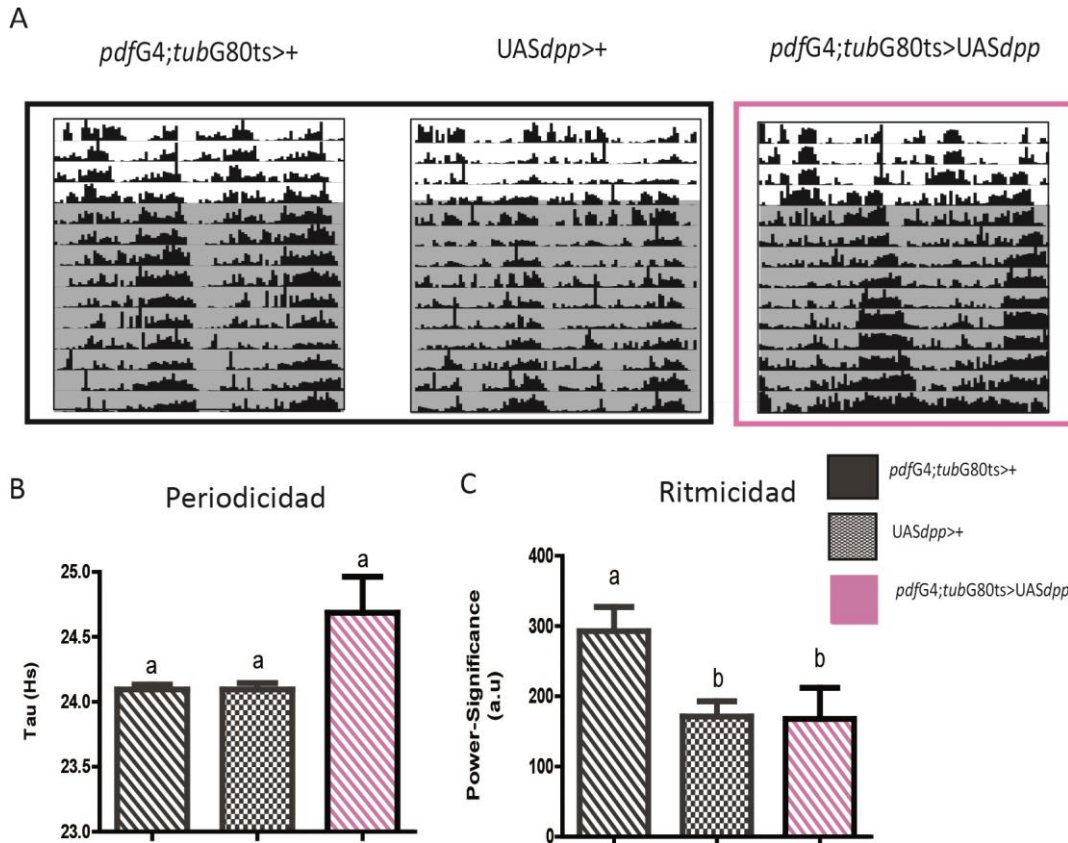 A
pdfG4;tubG80ts>+
UASdpp>+
pdfG4;tubG80ts>UASdpp
B
Periodicidad
25.0
24.5
24.0
23.5
23.0
Tau (Hs)
a
a
a
C
Ritmicidad
400
300
200
100
0
Power-Significance
(a.u)
a
b
b
pdfG4;tubG80ts>+
UASdpp>+
pdfG4;tubG80ts>UASdpp